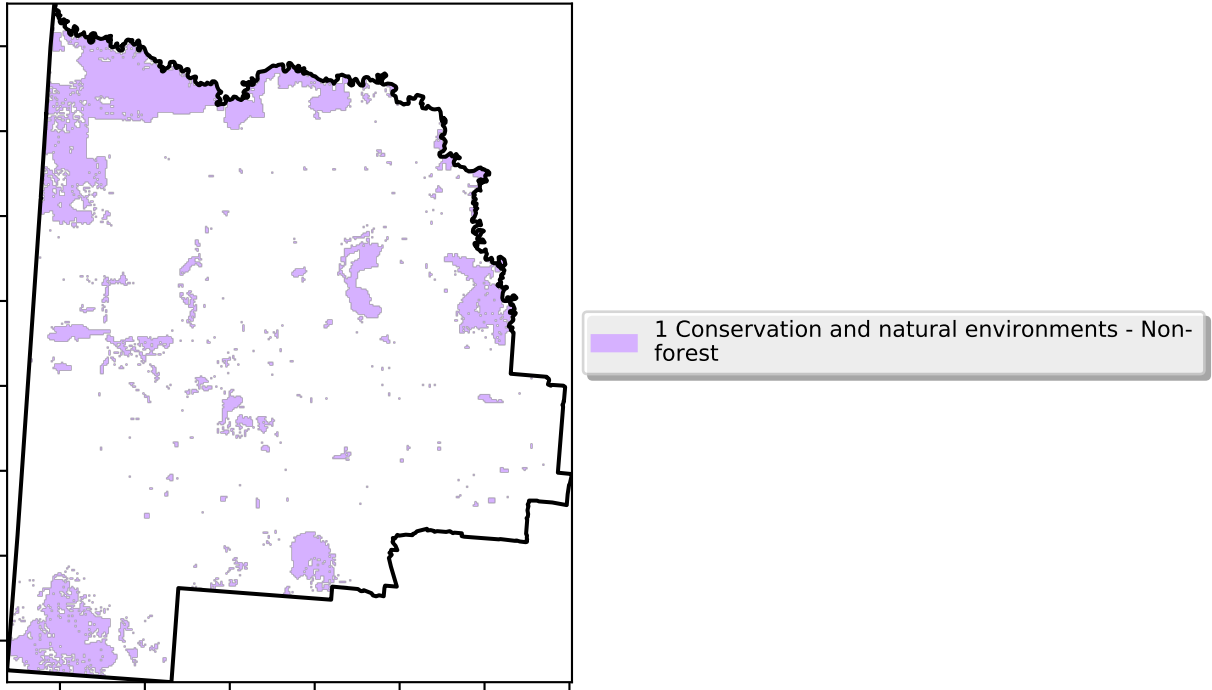 1 Conservation and natural environments - Non-
forest